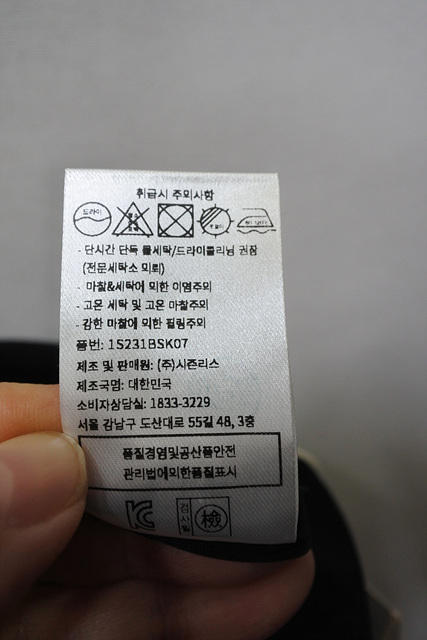 취급시 주의사항
드라이
- 단시간 단독 물세탁/드라이클리닝 권장
(전문세탁소 의뢰)
- 마찰&세탁에 의한 이염주의
- 고온 세탁 및 고온 마찰주의
- 강한 마찰에 의한 필링주의
품번: 1S231BSK07
제조 및 판매원: (주)시즌리스
제조국명: 대한민국
소비자상담실: 1833-3229
서울 강남구 도산대로 55길 48, 3층
품질경영및공산품안전
관리법에의한품질표시
검사필 檢